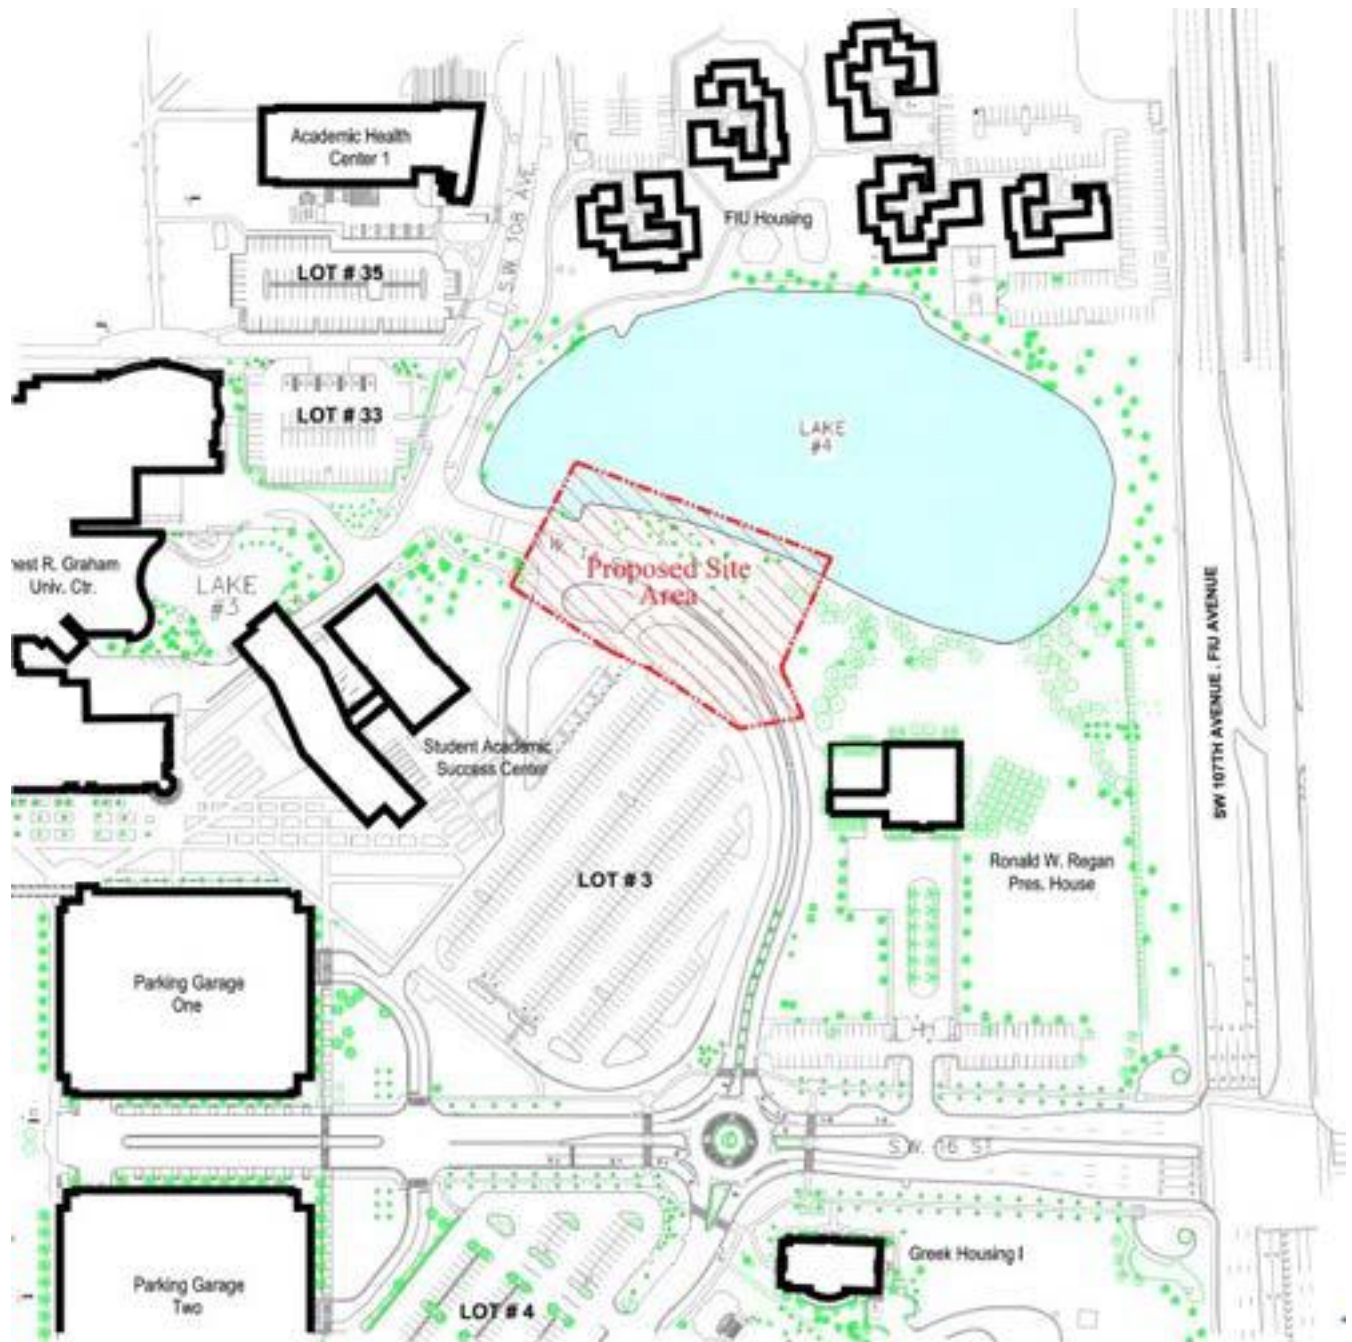 Academic Health
Center 1
S.W. 108 AVE.
FIU Housing
LOT # 35
LOT # 33
LAKE
#4
Proposed Site
Area
nest R. Graham
Univ. Ctr.
LAKE
#3
SW 107TH AVENUE . FIU AVENUE
Student Academic
Success Center
LOT # 3
Ronald W. Regan
Pres. House
Parking Garage
One
S.W. 16 ST
Greek Housing I
Parking Garage
Two
LOT # 4